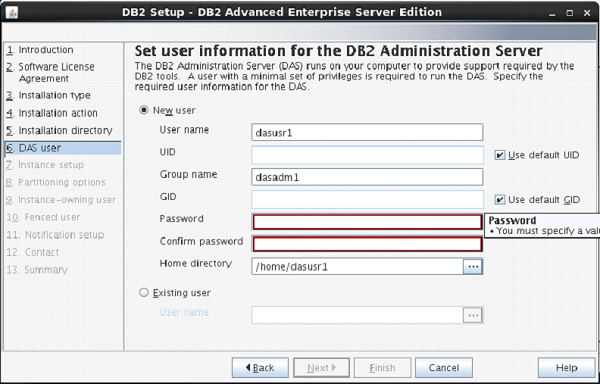 DB2 Setup - DB2 Advanced Enterprise Server Edition
1. Introduction
2. Software License
Agreement
3. Installation type
4. Installation action
5. Installation directory
6. DAS user
7. Instance setup
8. Partitioning options
9. Instance-owning user
10. Fenced user
11. Notification setup
12. Contact
13. Summary
Set user information for the DB2 Administration Server
The DB2 Administration Server (DAS) runs on your computer to provide support required by the
DB2 tools. A user with a minimal set of privileges is required to run the DAS. Specify the
required user information for the DAS.
New user
User name
dasusr1
UID
Use default UID
Group name
dasadm1
GID
Use default GID
Password
Password
• You must specify a valu
Confirm password
Home directory
/home/dasusr1
...
Existing user
User name
...
Back
Next
Finish
Cancel
Help